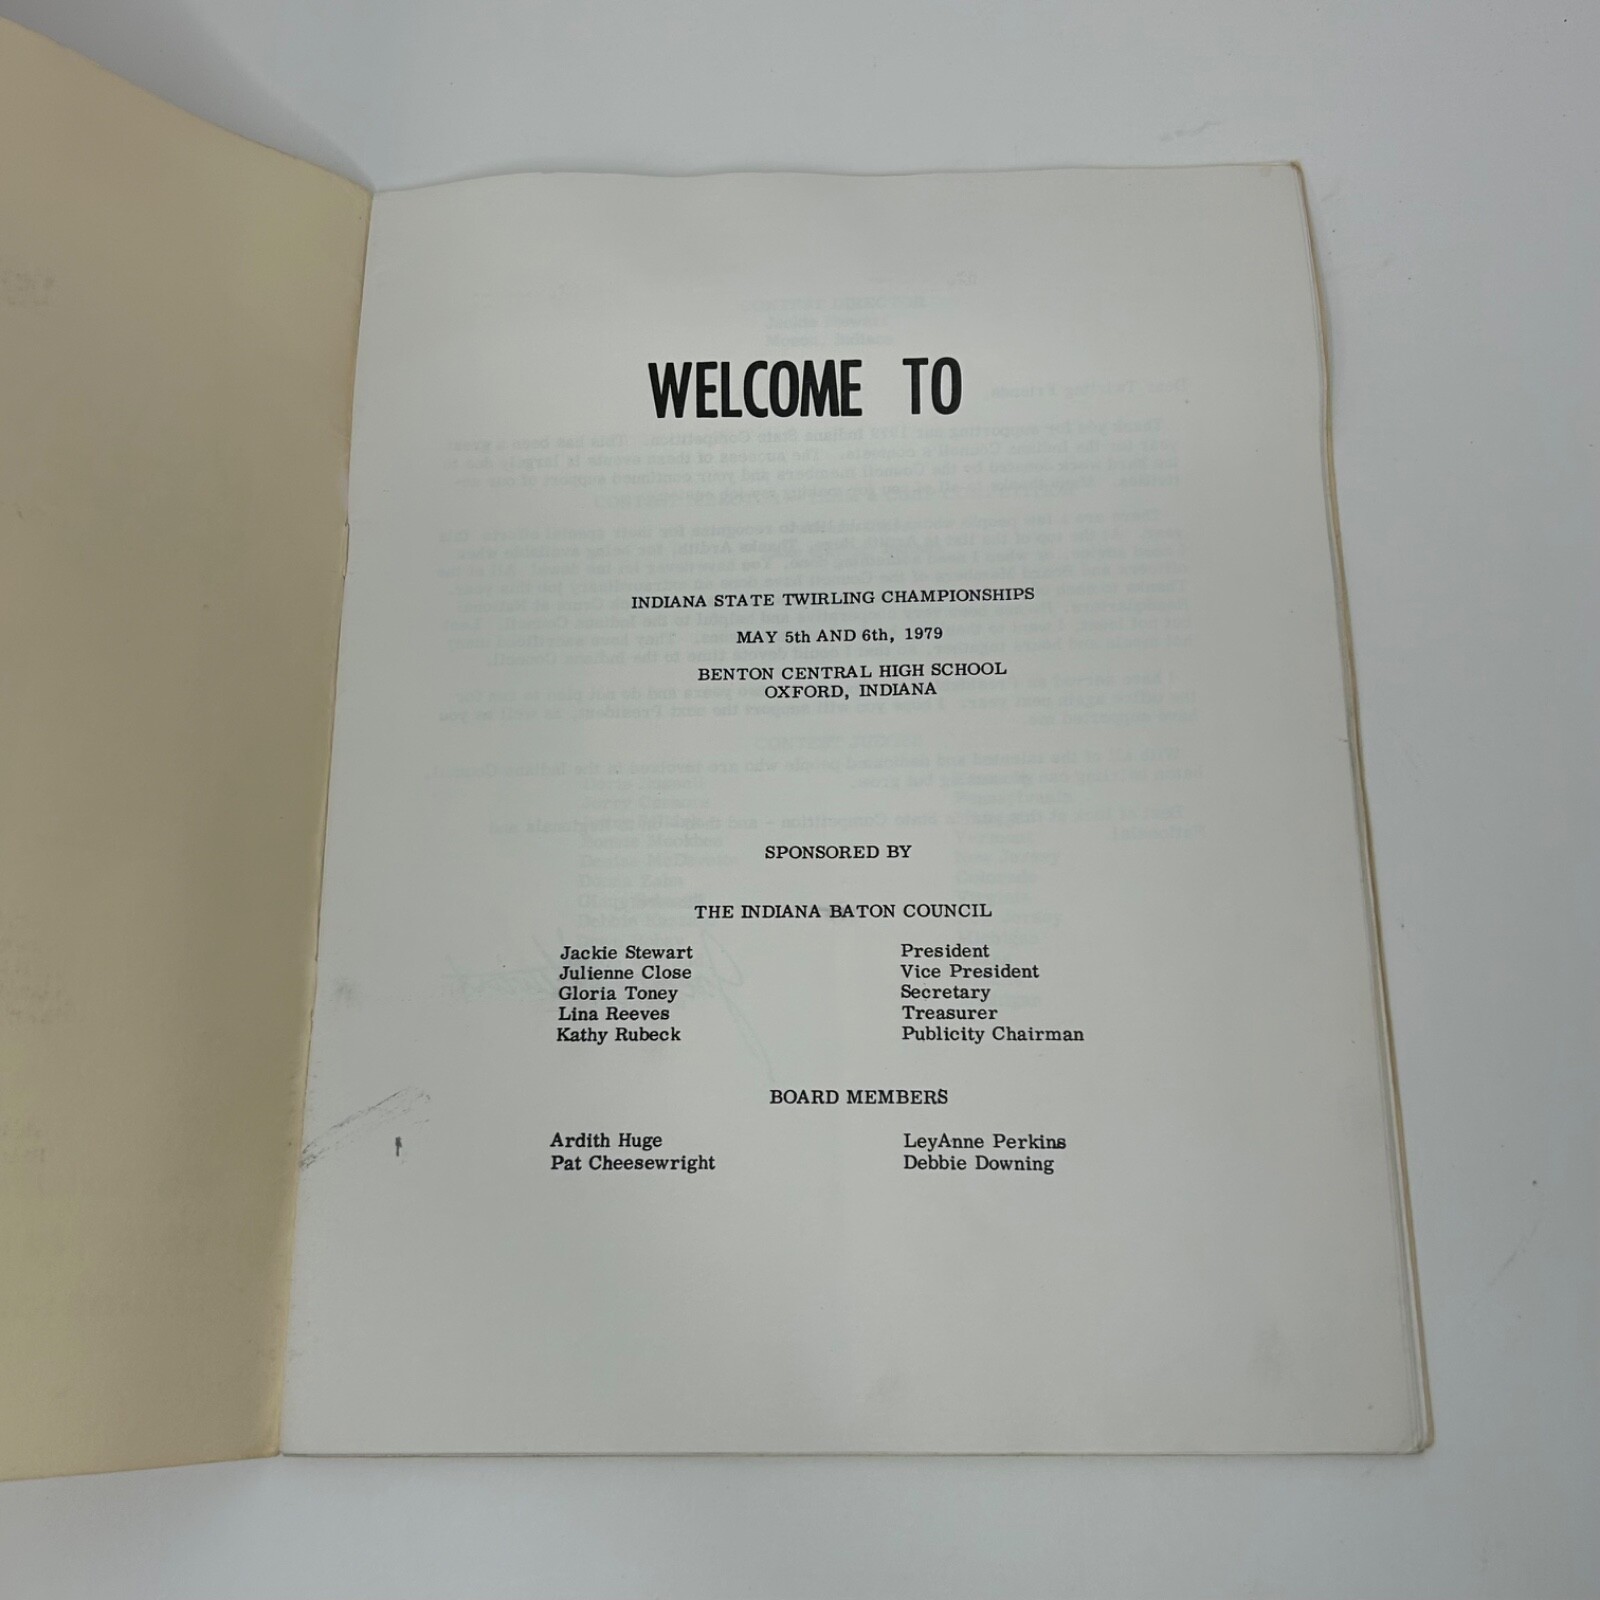 WELCOME TO
INDIANA STATE TWIRLING CHAMPIONSHIPS
MAY 5th AND 6th, 1979
BENTON CENTRAL HIGH SCHOOL
OXFORD, INDIANA
SPONSORED BY
THE INDIANA BATON COUNCIL
Jackie Stewart President
Julienne Close Vice President
Gloria Toney Secretary
Lina Reeves Treasurer
Kathy Rubeck Publicity Chairman
BOARD MEMBERS
Ardith Huge LeyAnne Perkins
Pat Cheesewright Debbie Downing